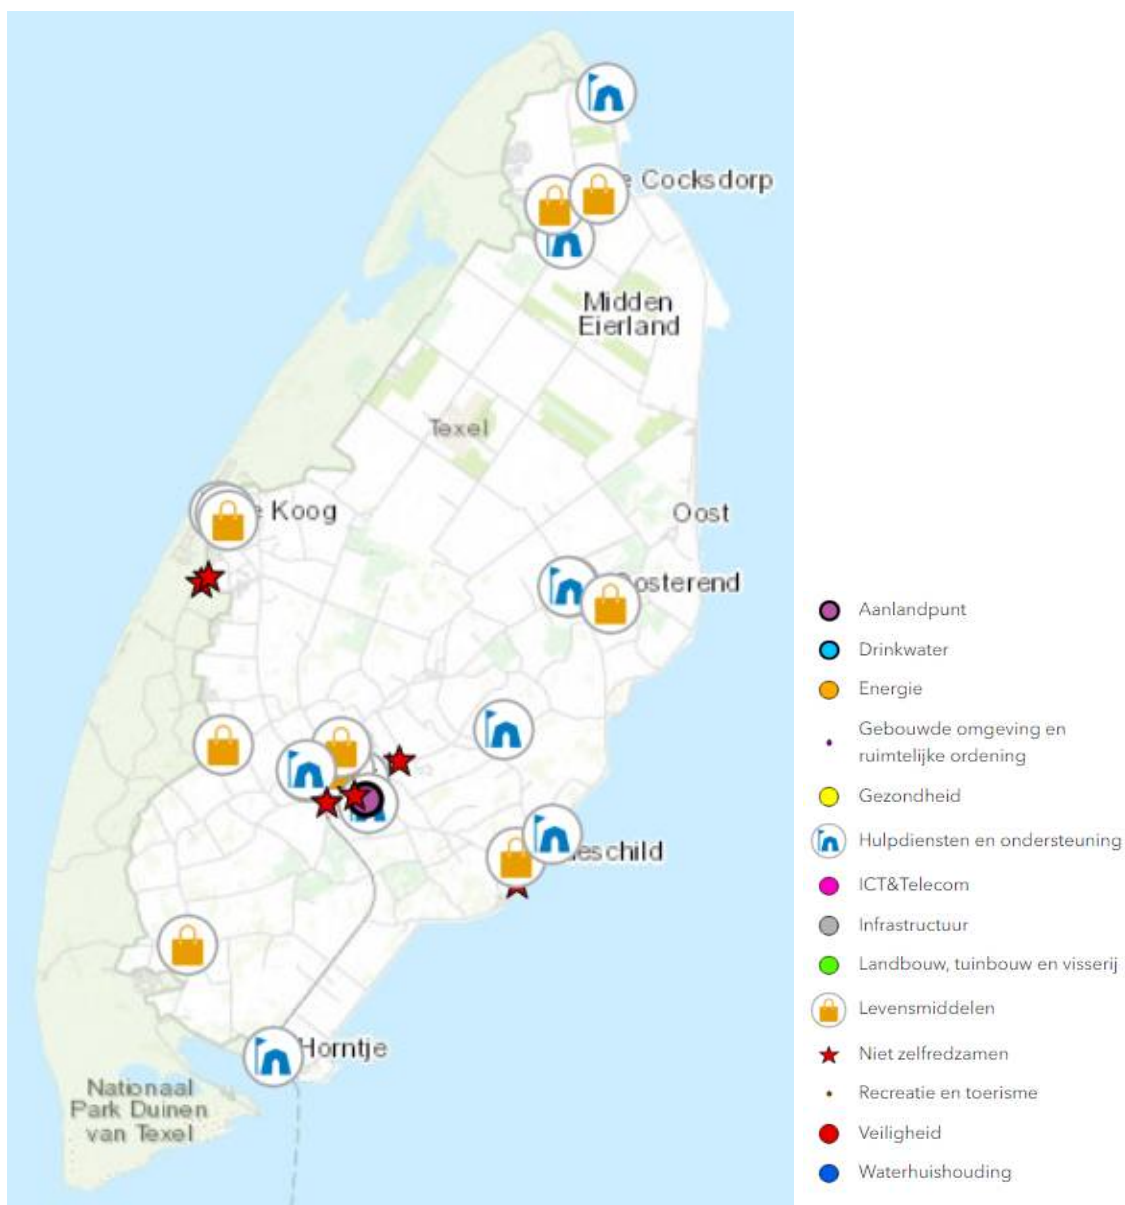 e Cocksdorp
Midden
Eierland
Texel
e Koog
Oost
Oosterend
eschild
Horntje
Nationaal
Park Duinen
van Texel
Aanlandpunt
Drinkwater
Energie
Gebouwde omgeving en
ruimtelijke ordening
Gezondheid
Hulpdiensten en ondersteuning
ICT&Telecom
Infrastructuur
Landbouw, tuinbouw en visserij
Levensmiddelen
Niet zelfredzamen
Recreatie en toerisme
Veiligheid
Waterhuishouding